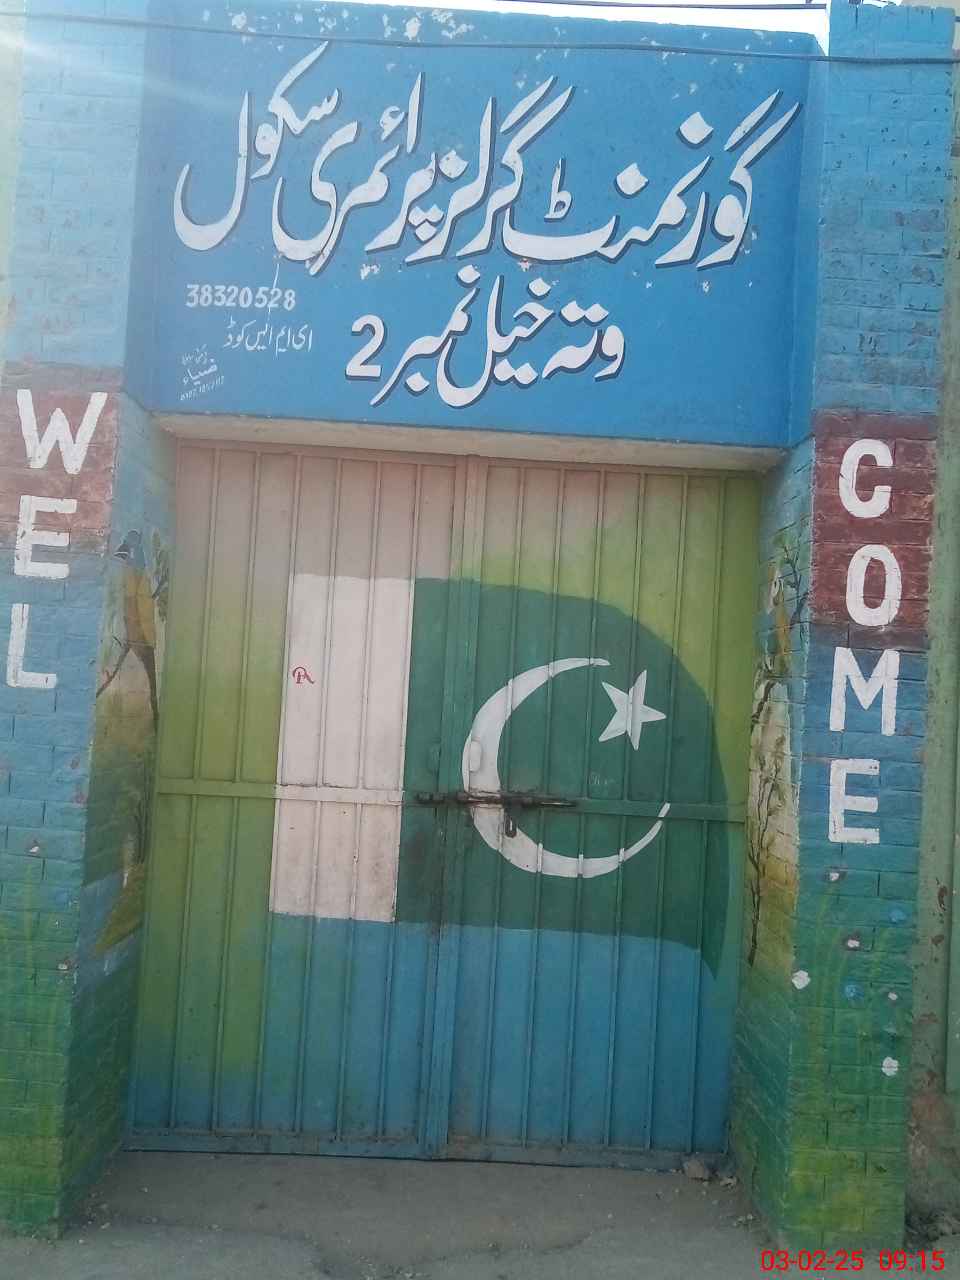 گورنمنٹ گرلز پرائمری سکول
وتہ خیل نمبر 2
38320528
ای ایم ایس کوڈ
ضیاء
WEL
COME
03-02-25 09:15